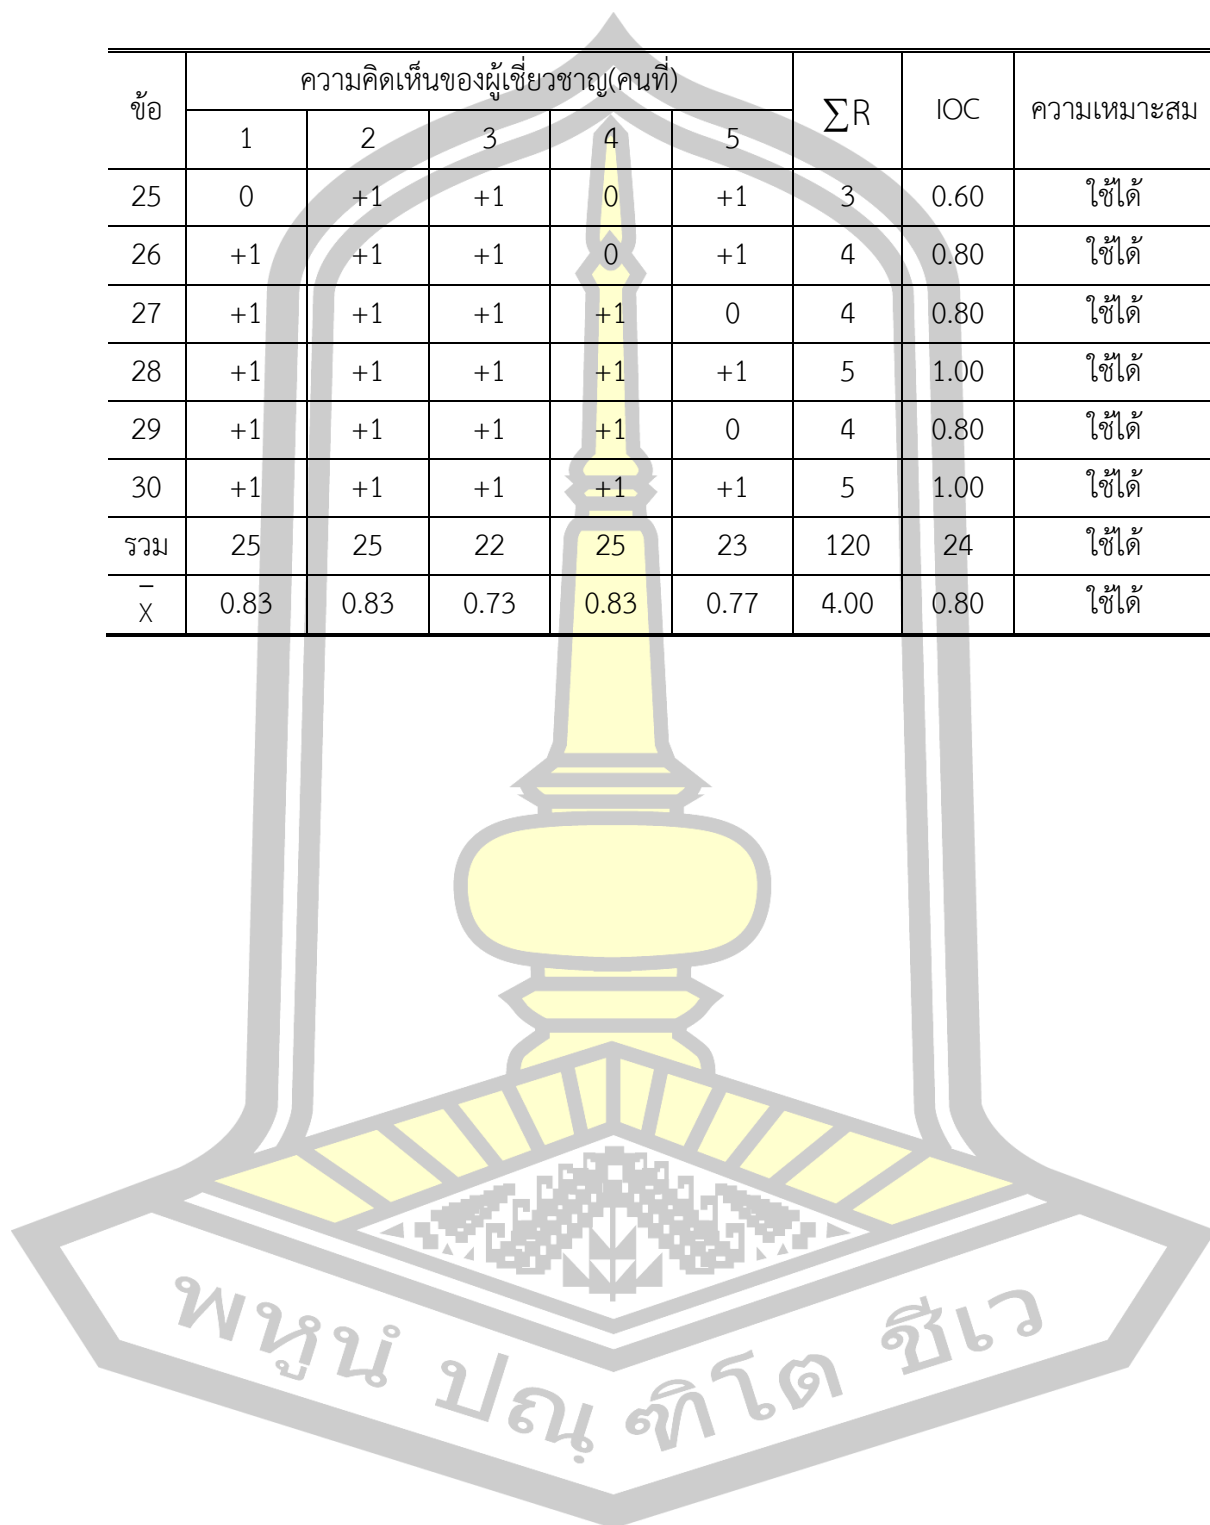 ข้อ ความคิดเห็นของผู้เชี่ยวชาญ(คนที่) ∑R IOC ความเหมาะสม
1 2 3 4 5
25 0 +1 +1 0 +1 3 0.60 ใช้ได้
26 +1 +1 +1 0 +1 4 0.80 ใช้ได้
27 +1 +1 +1 +1 0 4 0.80 ใช้ได้
28 +1 +1 +1 +1 +1 5 1.00 ใช้ได้
29 +1 +1 +1 +1 0 4 0.80 ใช้ได้
30 +1 +1 +1 +1 +1 5 1.00 ใช้ได้
รวม 25 25 22 25 23 120 24 ใช้ได้
x̄ 0.83 0.83 0.73 0.83 0.77 4.00 0.80 ใช้ได้
พหูนํ ปณฺฑิโต ชีเว